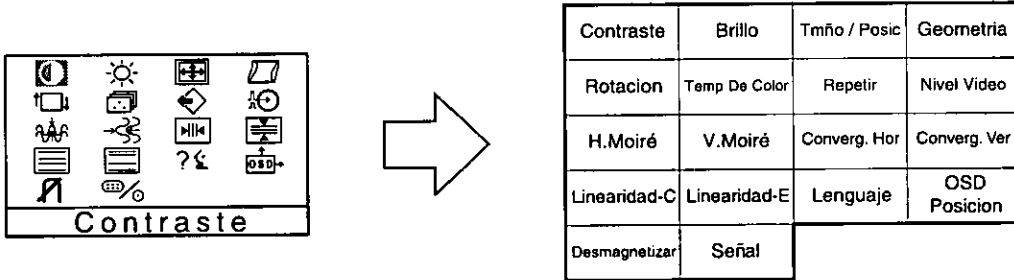 OSD
Contraste
Contraste Brillo Tmño / Posic Geometria
Rotacion Temp De Color Repetir Nivel Video
H.Moiré V.Moiré Converg. Hor Converg. Ver
Linearidad-C Linearidad-E Lenguaje OSD
Posicion
Desmagnetizar Señal